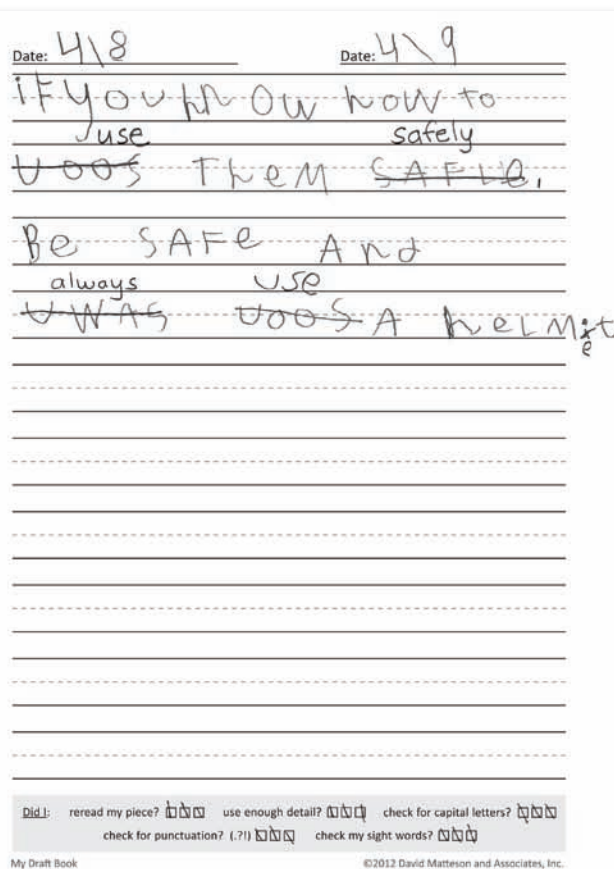 Date: 4\8 Date: 4\9
iF you know how to
use safely
UOOS THeM SAFLE.
Be SAFe And
always use
UWAS UOOS A heLMit
e
Did I: reread my piece? use enough detail? check for capital letters?
check for punctuation? (.?!) check my sight words?
My Draft Book ©2012 David Matteson and Associates, Inc.